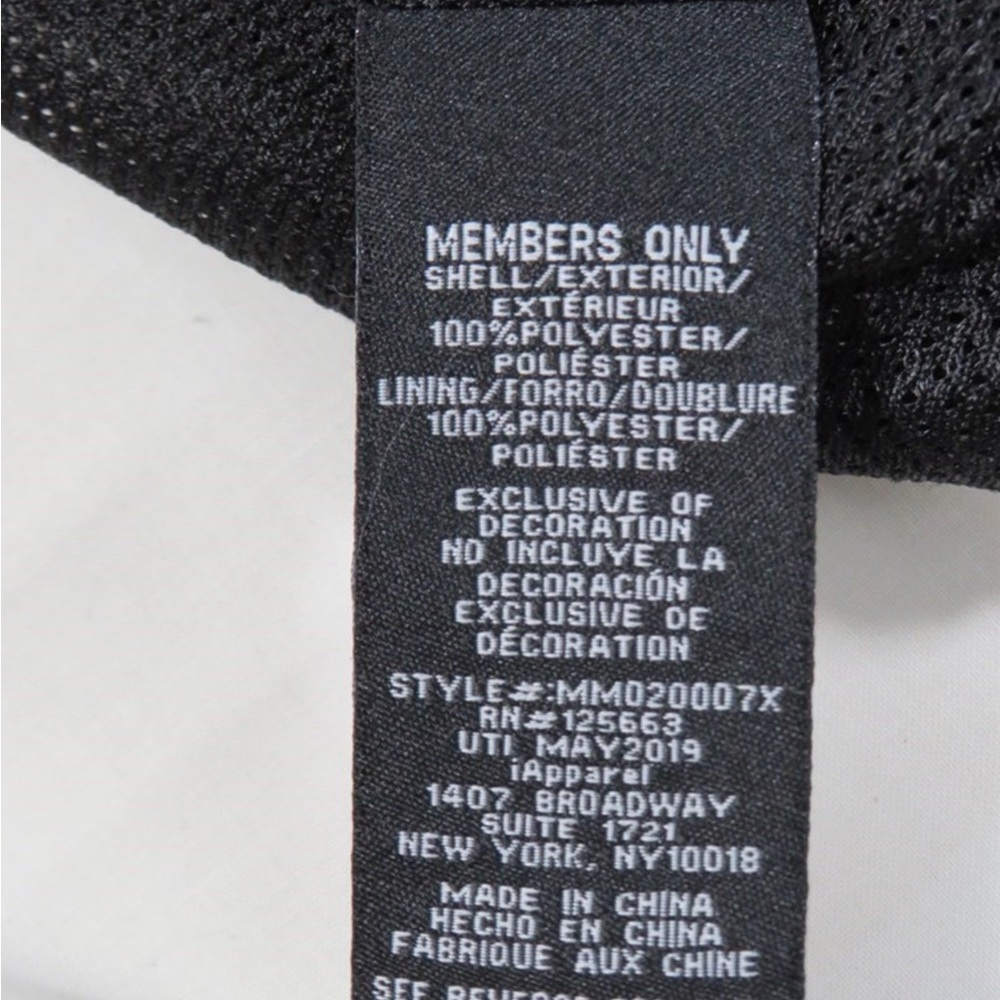 MEMBERS ONLY
SHELL/EXTERIOR/
EXTÉRIEUR
100%POLYESTER/
POLIÉSTER
LINING/FORRO/DOUBLURE
100%POLYESTER/
POLIÉSTER
EXCLUSIVE OF
DECORATION
NO INCLUYE LA
DECORACIÓN
EXCLUSIVE DE
DÉCORATION
STYLE#:MM020007X
RN#125663
UTI MAY2019
iApparel
1407 BROADWAY
SUITE 1721
NEW YORK, NY10018
MADE IN CHINA
HECHO EN CHINA
FABRIQUE AUX CHINE
SEE